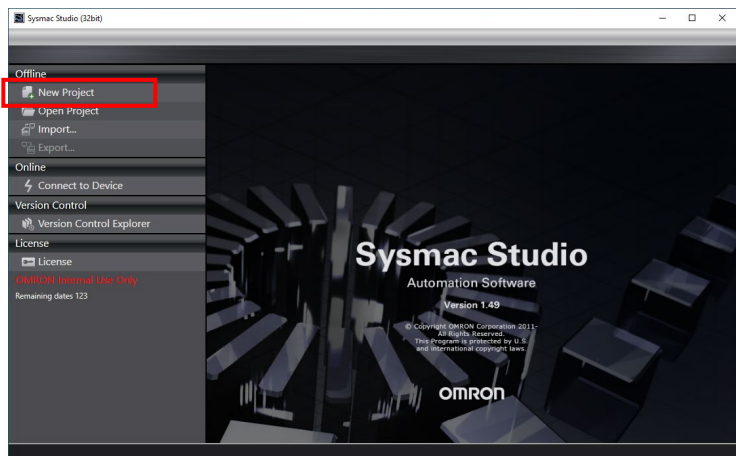 Sysmac Studio (32bit)
Offline
New Project
Open Project
Import...
Export...
Online
Connect to Device
Version Control
Version Control Explorer
License
License
OMRON Internal Use Only
Remaining dates 123
Sysmac Studio
Automation Software
Version 1.49
© Copyright OMRON Corporation 2011-
All Rights Reserved.
This Program is protected by U.S.
and international copyright laws.
OMRON